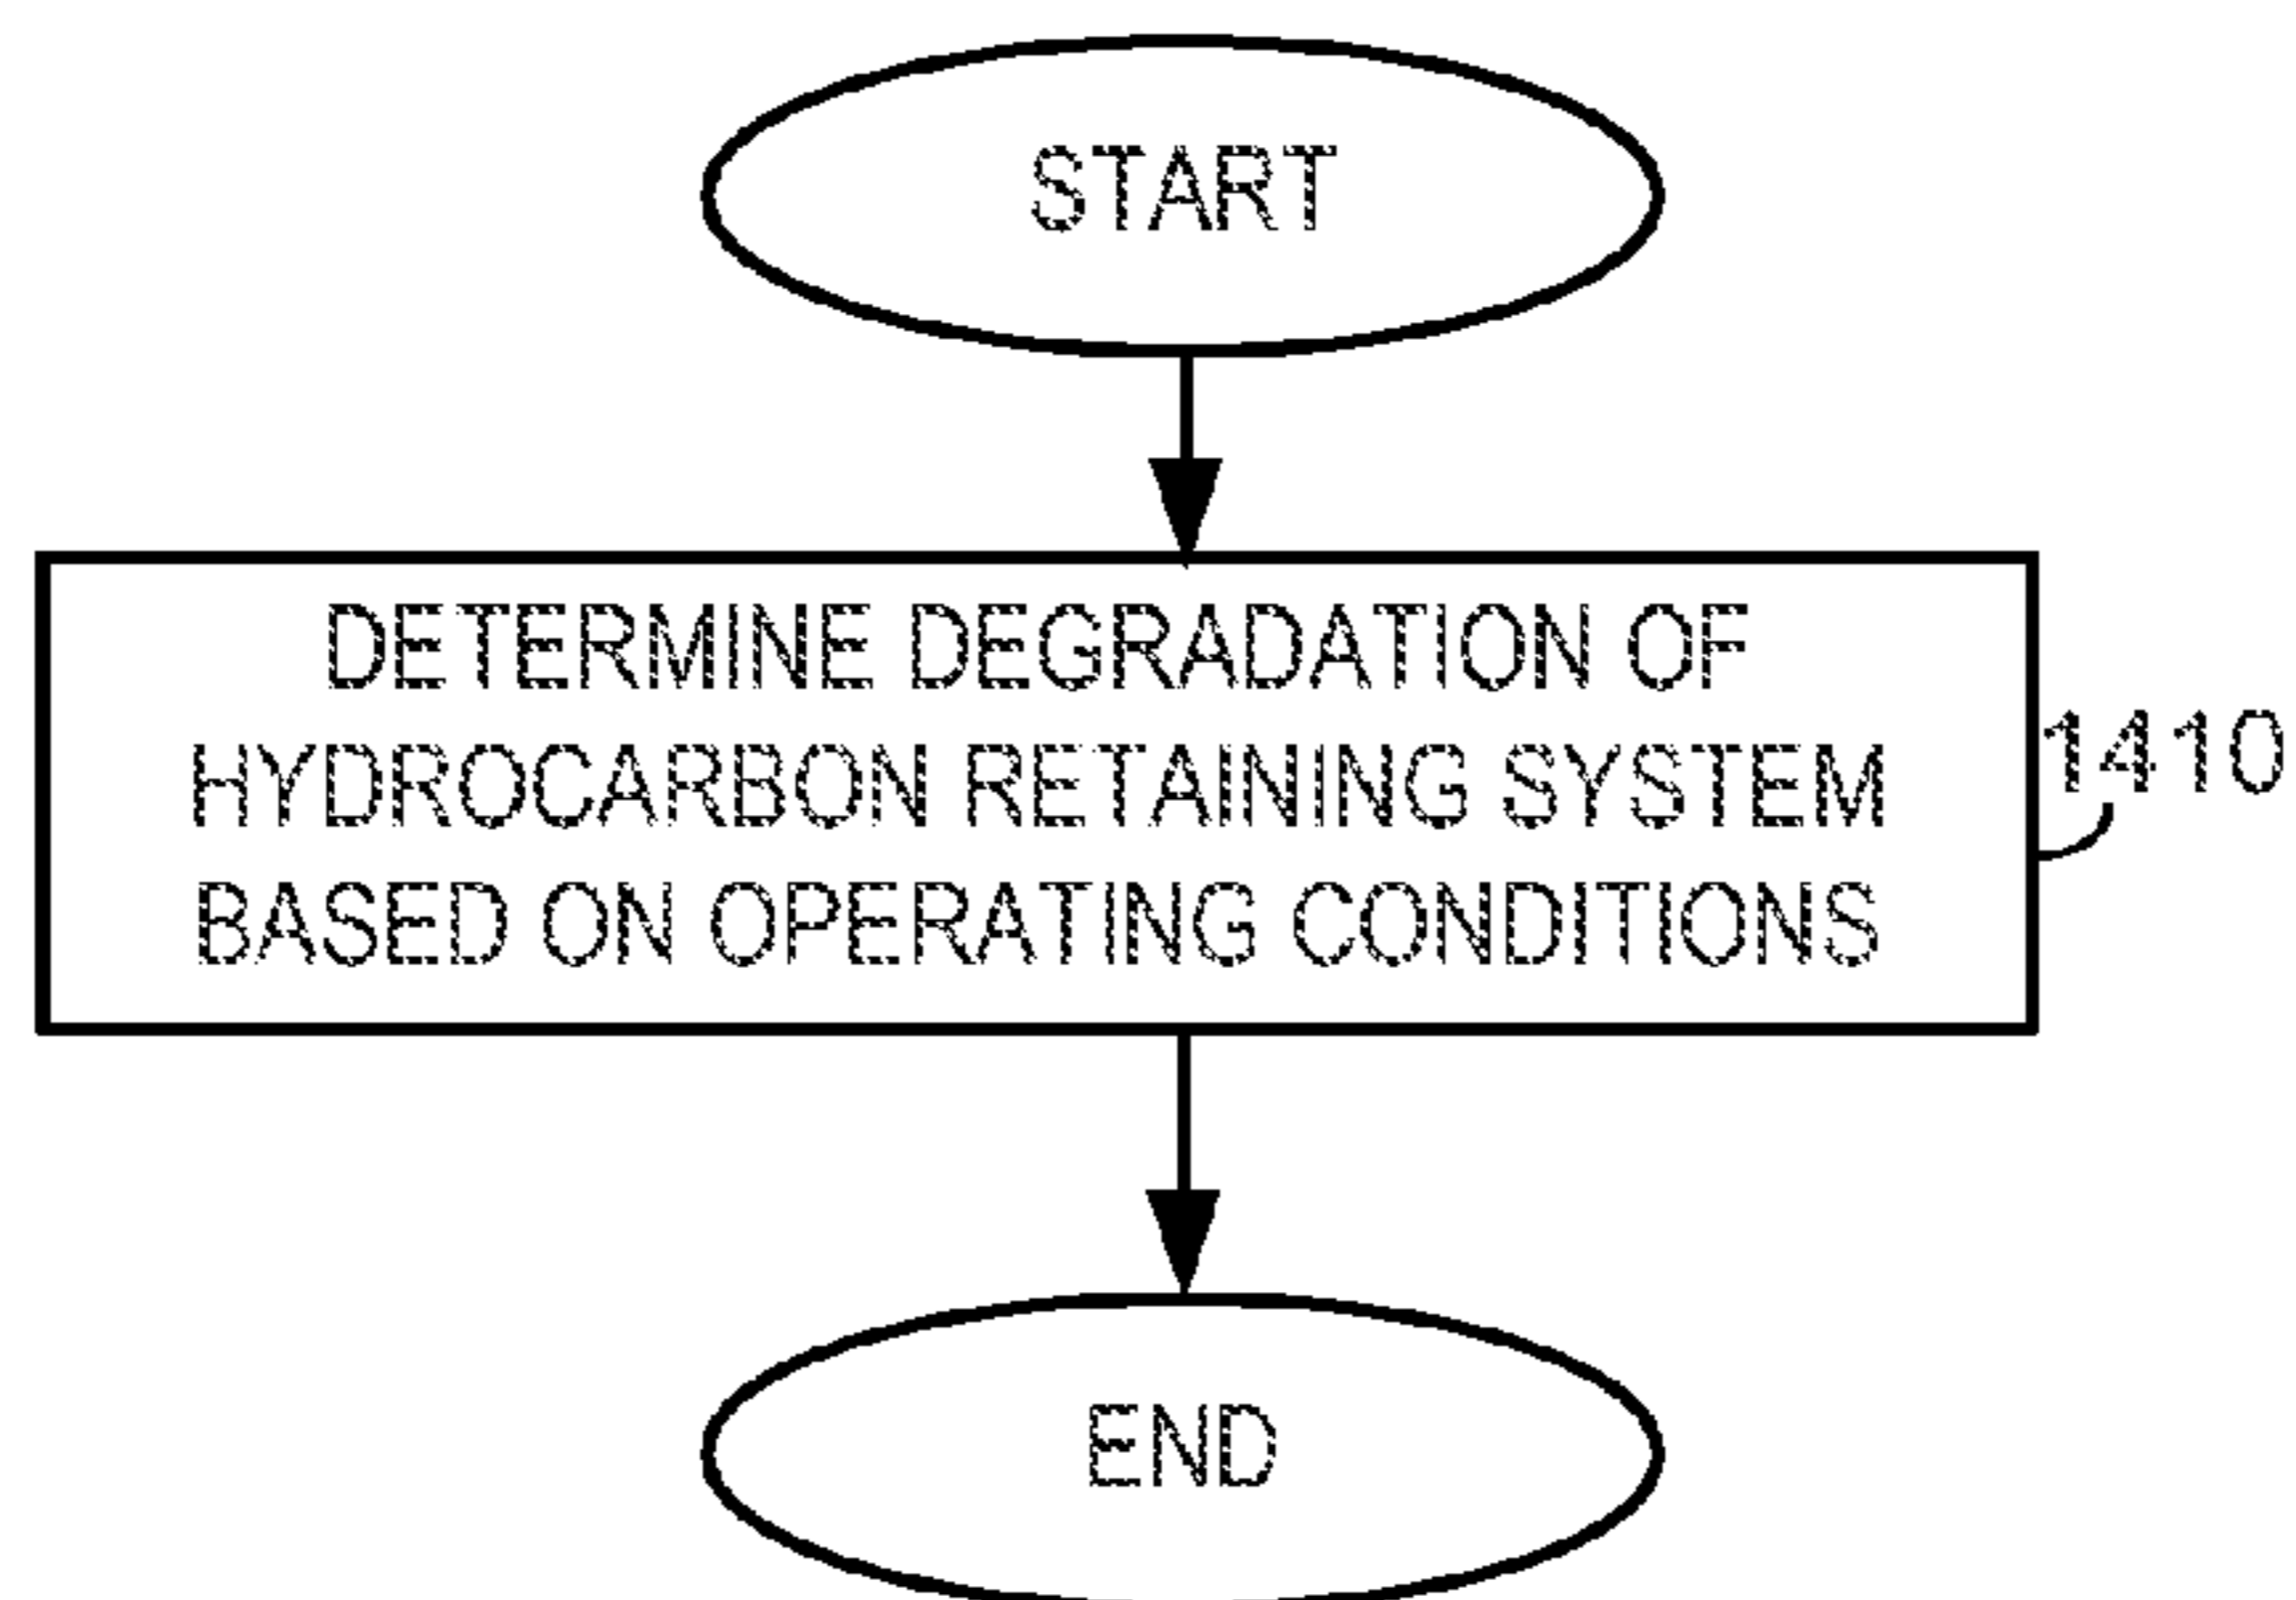 START
DETERMINE DEGRADATION OF
HYDROCARBON RETAINING SYSTEM
BASED ON OPERATING CONDITIONS
1410
END